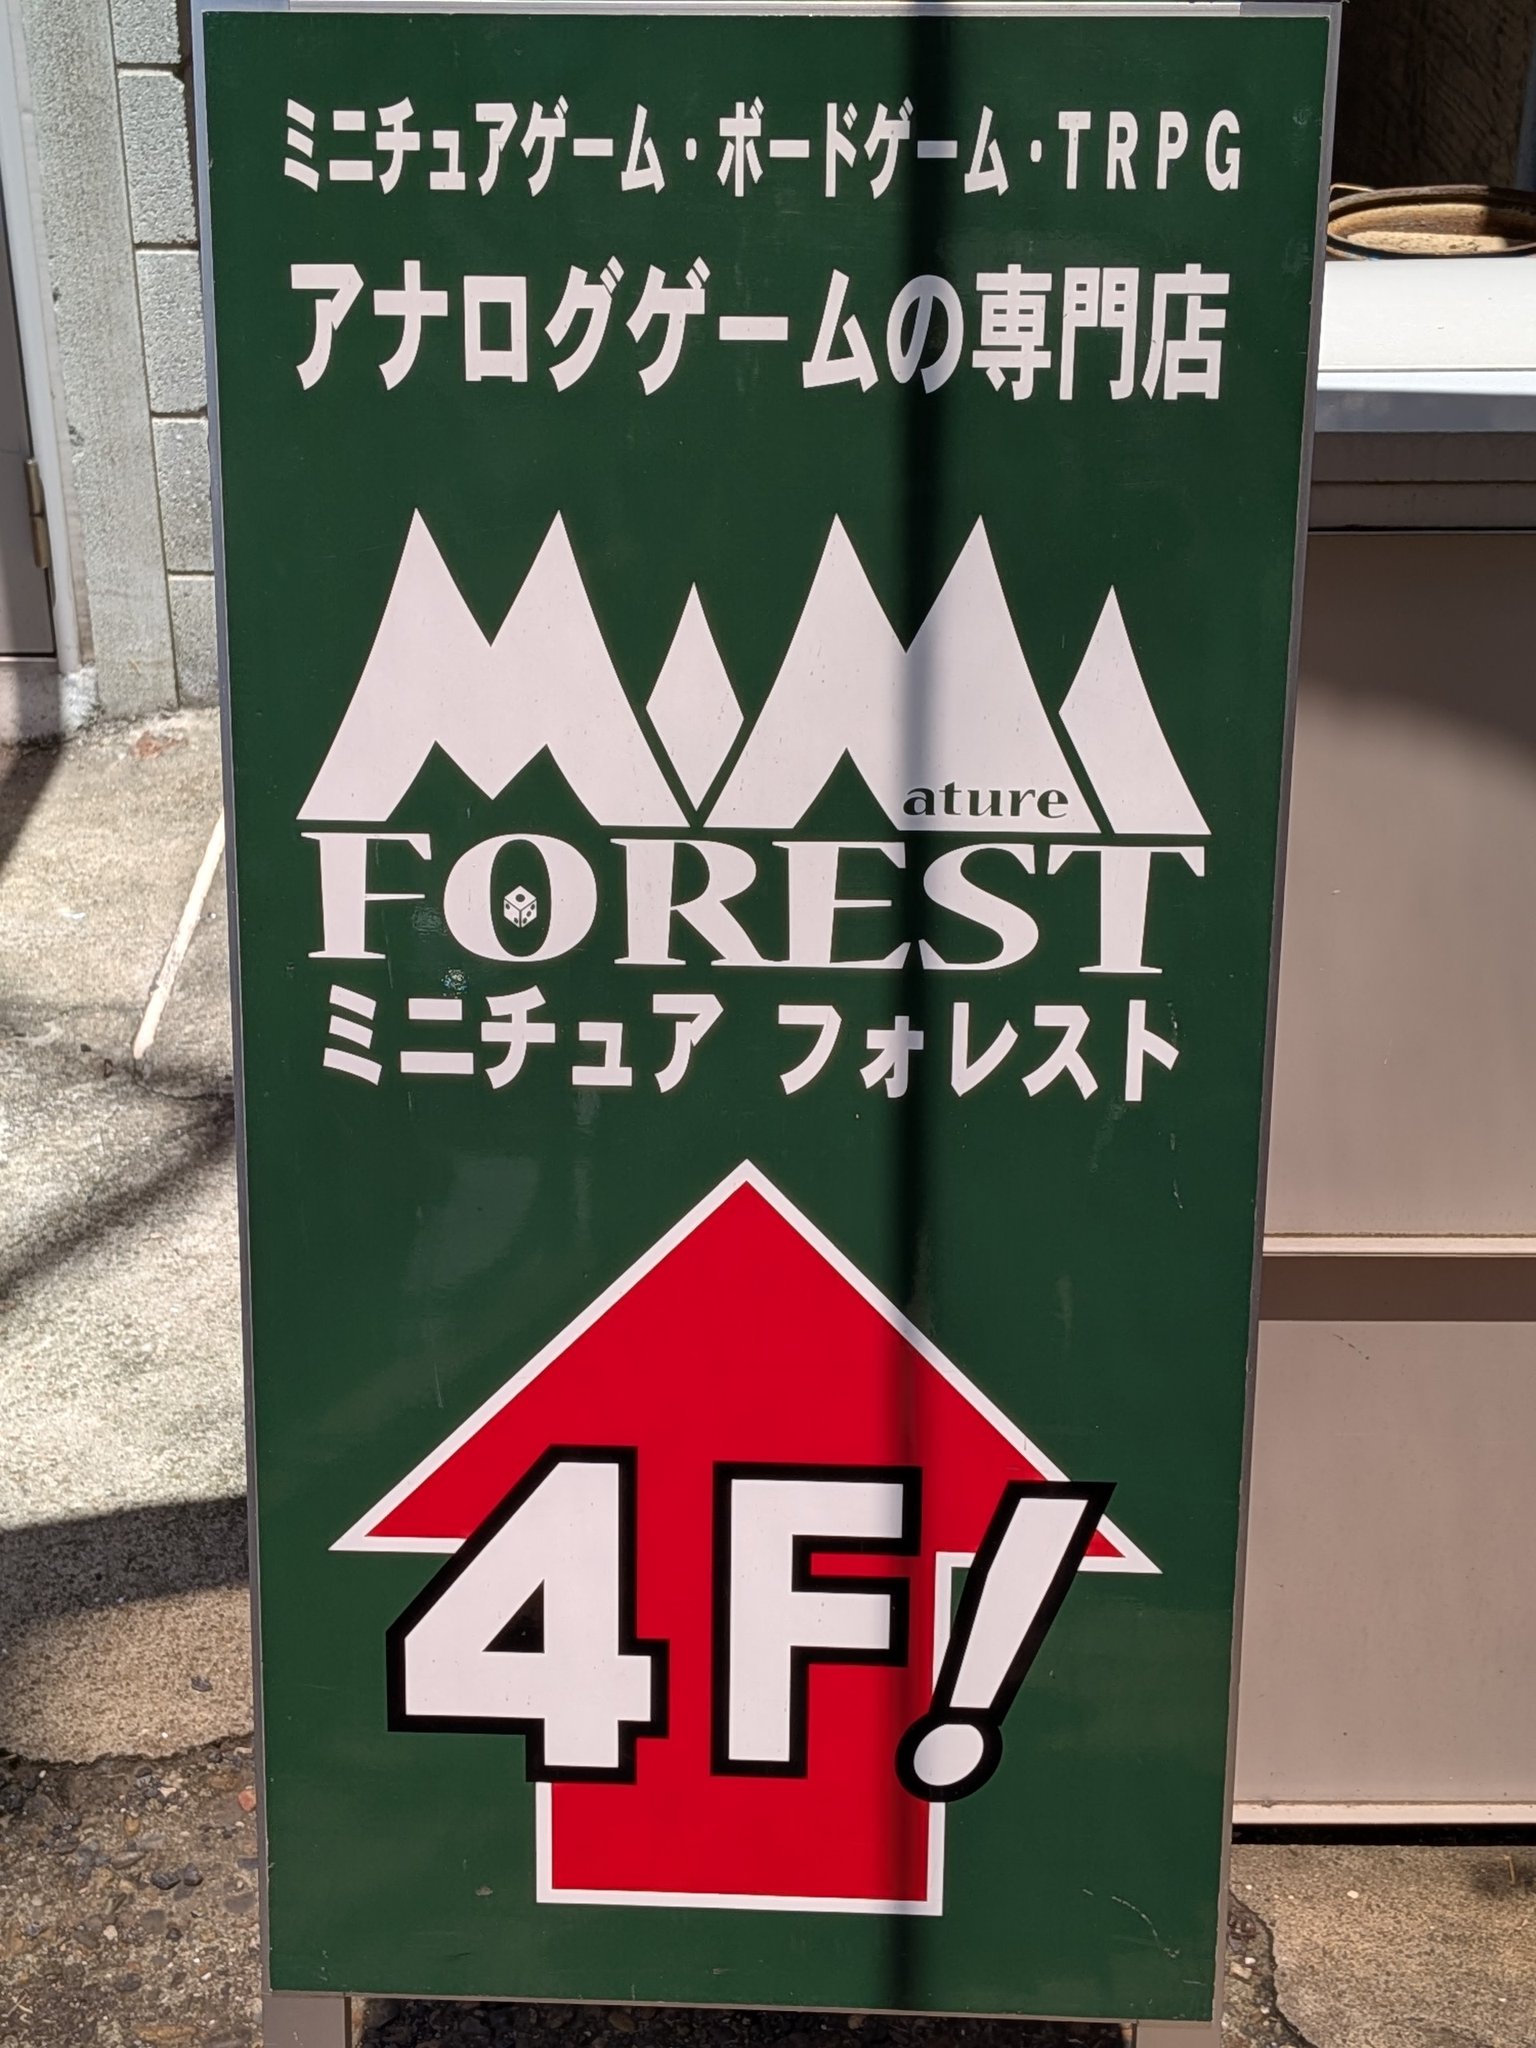 ミニチュアゲーム・ボードゲーム・TRPG
アナログゲームの専門店
MiNi
ature
FOREST
ミニチュア フォレスト
4F!